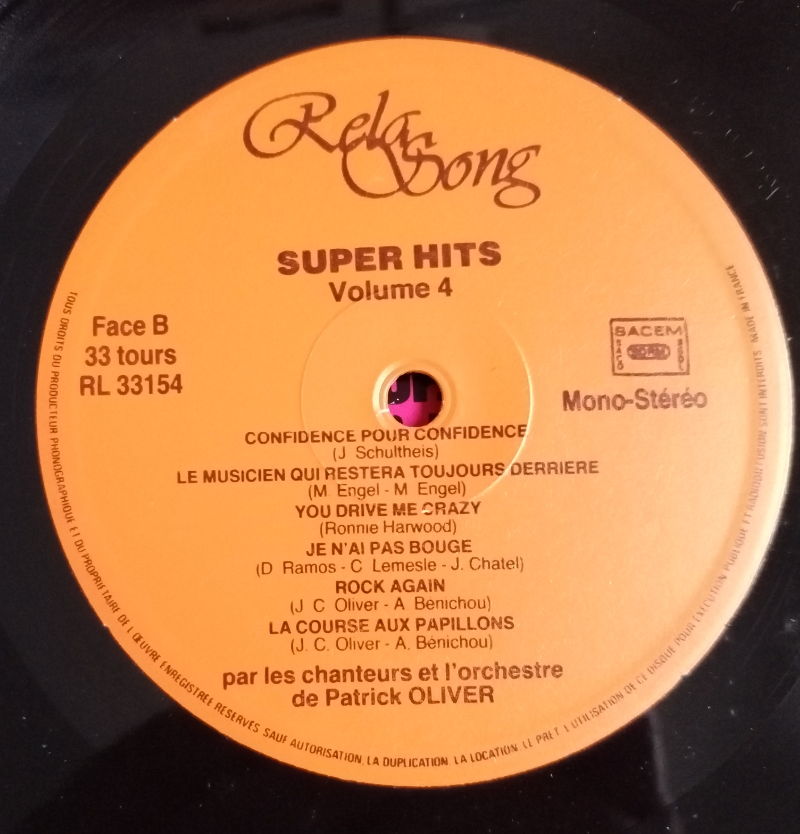 Rela Song
SUPER HITS
Volume 4
Face B
33 tours
RL 33154
SACEM
Mono-Stéréo
CONFIDENCE POUR CONFIDENCE
(J Schultheis)
LE MUSICIEN QUI RESTERA TOUJOURS DERRIERE
(M. Engel - M. Engel)
YOU DRIVE ME CRAZY
(Ronnie Harwood)
JE N'AI PAS BOUGE
(D Ramos - C Lemesle - J. Chatel)
ROCK AGAIN
(J C Oliver - A. Benichou)
LA COURSE AUX PAPILLONS
(J. C. Oliver - A. Bénichou)
par les chanteurs et l'orchestre
de Patrick OLIVER
TOUS DROITS DU PRODUCTEUR PHONOGRAPHIQUE ET DU PROPRIETAIRE DE L'ŒUVRE ENREGISTREE RESERVES SAUF AUTORISATION, LA DUPLICATION LA LOCATION, LE PRET, L'UTILISATION DE CE DISQUE POUR EXECUTION PUBLIQUE ET RADIODIFFUSION SONT INTERDITS MADE IN FRANCE